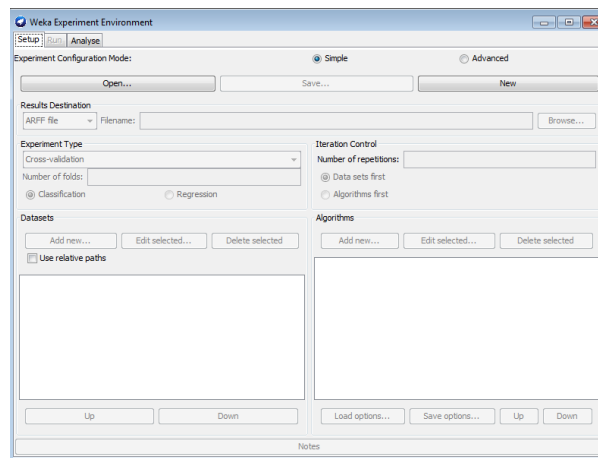 Weka Experiment Environment
Setup Run Analyse
Experiment Configuration Mode: Simple Advanced
Open... Save... New
Results Destination
ARFF file Filename: Browse...
Experiment Type Iteration Control
Cross-validation Number of repetitions:
Number of folds: Data sets first
Classification Regression Algorithms first
Datasets Algorithms
Add new... Edit selected... Delete selected Add new... Edit selected... Delete selected
Use relative paths
Up Down Load options... Save options... Up Down
Notes